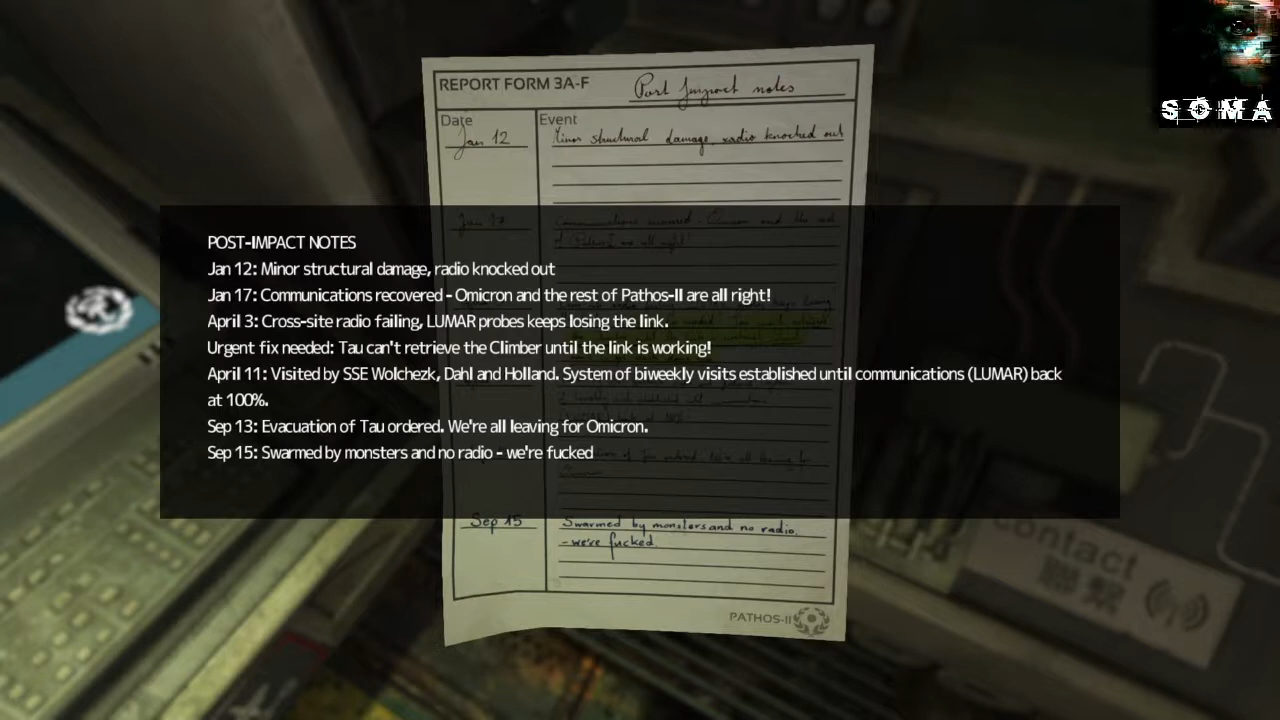 SOMA
REPORT FORM 3A-F
Post Impact notes
Date
Event
Jan 12
Minor structural damage, radio knocked out
POST-IMPACT NOTES
Jan 12: Minor structural damage, radio knocked out
Jan 17: Communications recovered - Omicron and the rest of Pathos-II are all right!
April 3: Cross-site radio failing, LUMAR probes keeps losing the link.
Urgent fix needed: Tau can't retrieve the Climber until the link is working!
April 11: Visited by SSE Wolchezk, Dahl and Holland. System of biweekly visits established until communications (LUMAR) back
at 100%.
Sep 13: Evacuation of Tau ordered. We're all leaving for Omicron.
Sep 15: Swarmed by monsters and no radio - we're fucked
Sep 15
Swarmed by monsters and no radio
- we're fucked.
PATHOS-II
Contact
聯繫